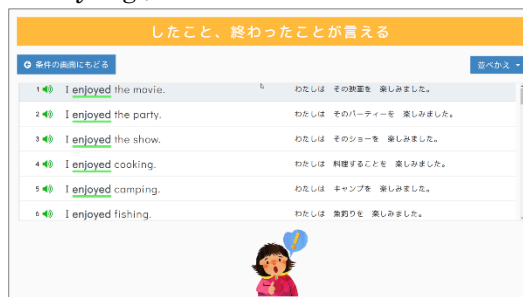 したこと、終わったことが言える
条件の画面にもどる
並べかえ
1 I enjoyed the movie. わたしは その映画を 楽しみました。
2 I enjoyed the party. わたしは そのパーティーを 楽しみました。
3 I enjoyed the show. わたしは そのショーを 楽しみました。
4 I enjoyed cooking. わたしは 料理することを 楽しみました。
5 I enjoyed camping. わたしは キャンプを 楽しみました。
6 I enjoyed fishing. わたしは 魚釣りを 楽しみました。